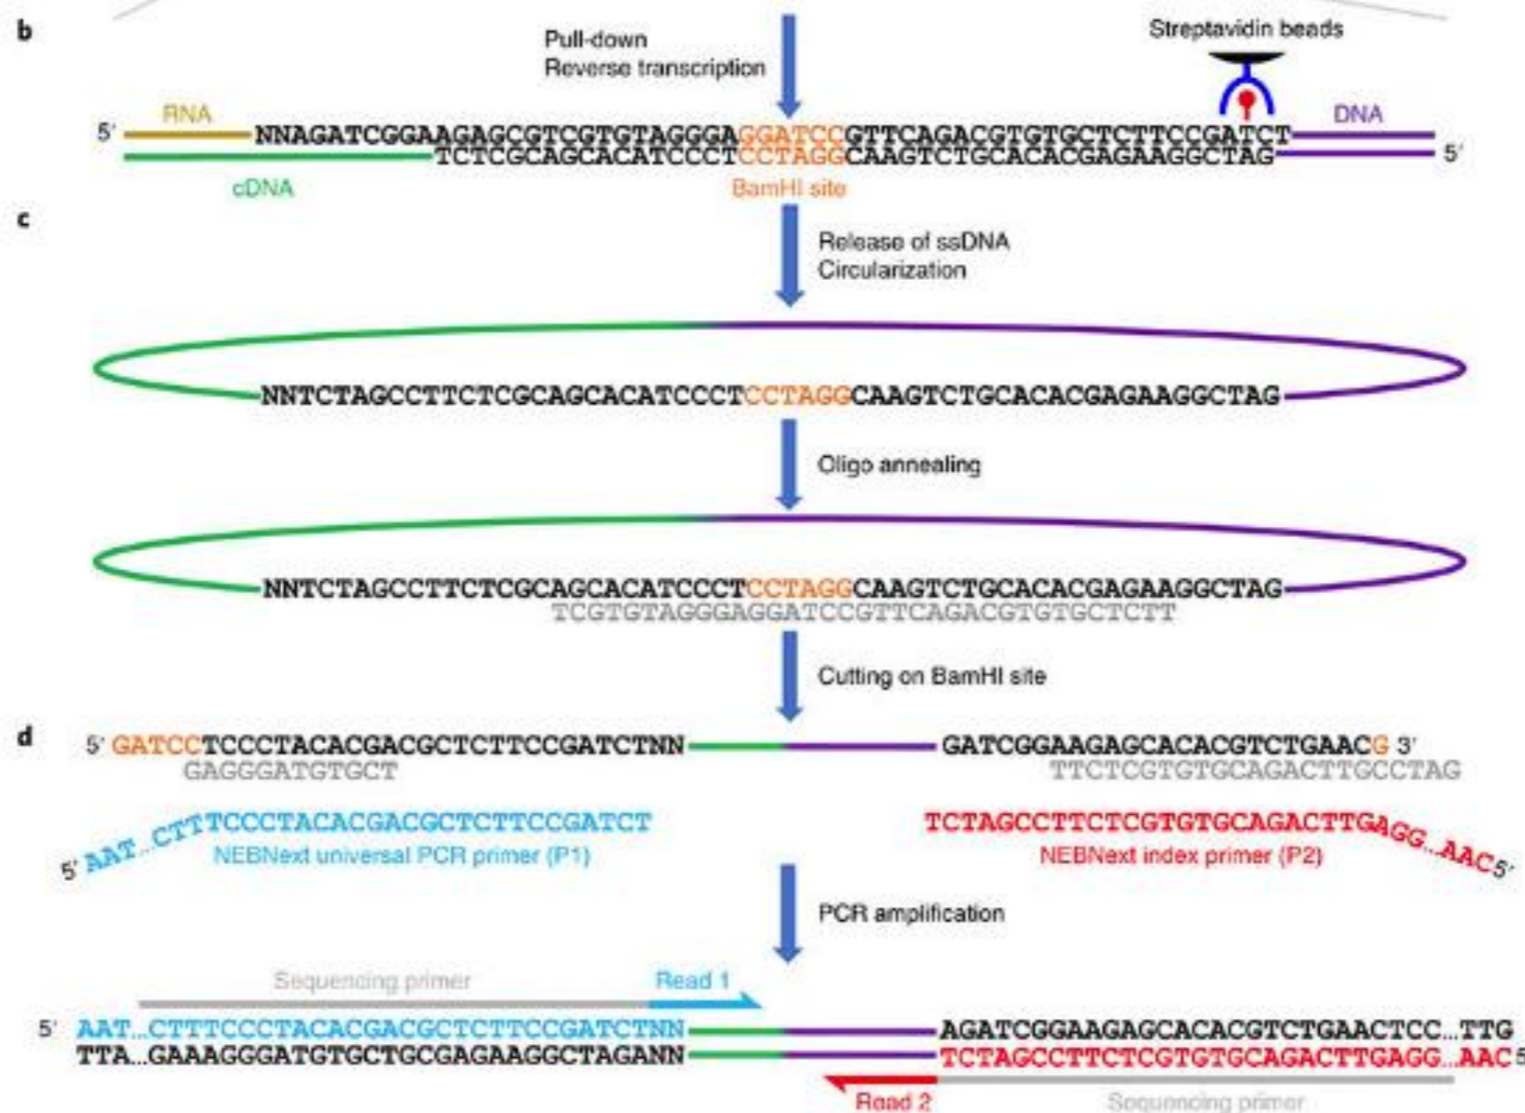 b
Pull-down
Reverse transcription
Streptavidin beads
5' RNA NNAGATCGGAAGAGCGTCGTGTAGGGAGGATCCGTTCAGACGTGTGCTCTTCCGATCT DNA
TCTCGCAGCACATCCCTCCTAGGCAAGTCTGCACACGAGAAGGCTAG 5'
cDNA
BamHI site
c
Release of ssDNA
Circularization
NNTCTAGCCTTCTCGCAGCACATCCCTCCTAGGCAAGTCTGCACACGAGAAGGCTAG
Oligo annealing
NNTCTAGCCTTCTCGCAGCACATCCCTCCTAGGCAAGTCTGCACACGAGAAGGCTAG
TCGTGTAGGGAGGATCCGTTCAGACGTGTGCTCTT
Cutting on BamHI site
d
5' GATCCTCCCTACACGACGCTCTTCCGATCTNN GATCGGAAGAGCACACGTCTGAACG 3'
GAGGGATGTGCT TTCTCGTGTGCAGACTTGCCTAG
5' AAT...CTTTCCCTACACGACGCTCTTCCGATCT
NEBNext universal PCR primer (P1)
TCTAGCCTTCTCGTGTGCAGACTTGAGG...AAC 5'
NEBNext index primer (P2)
PCR amplification
Sequencing primer Read 1
5' AAT...CTTTCCCTACACGACGCTCTTCCGATCTNN AGATCGGAAGAGCACACGTCTGAACTCC...TTG
TTA...GAAAGGGATGTGCTGCGAGAAGGCTAGANN TCTAGCCTTCTCGTGTGCAGACTTGAGG...AAC 5'
Read 2 Sequencing primer